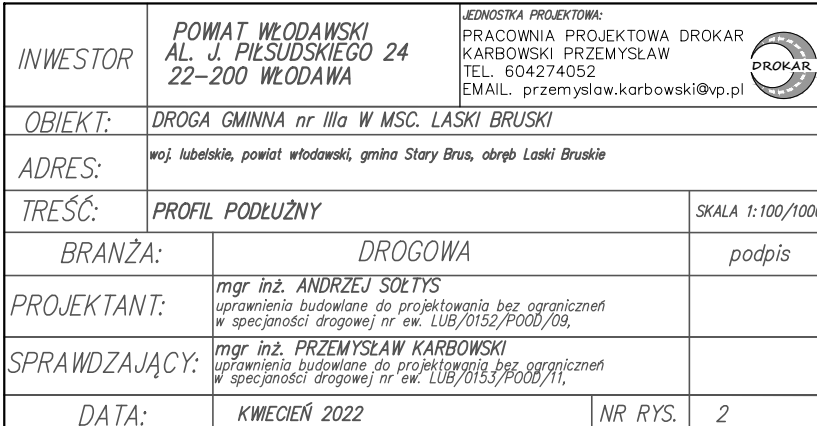 INWESTOR
POWIAT WŁODAWSKI
AL. J. PIŁSUDSKIEGO 24
22-200 WŁODAWA
JEDNOSTKA PROJEKTOWA:
PRACOWNIA PROJEKTOWA DROKAR
KARBOWSKI PRZEMYSŁAW
TEL. 604274052
EMAIL. przemyslaw.karbowski@vp.pl
DROKAR
OBIEKT: DROGA GMINNA nr IIIa W MSC. LASKI BRUSKI
ADRES: woj. lubelskie, powiat włodawski, gmina Stary Brus, obręb Laski Bruskie
TREŚĆ: PROFIL PODŁUŻNY SKALA 1:100/1000
BRANŻA: DROGOWA podpis
PROJEKTANT:
mgr inż. ANDRZEJ SOŁTYS
uprawnienia budowlane do projektowania bez ograniczneń
w specjaności drogowej nr ew. LUB/0152/POOD/09,
SPRAWDZAJĄCY:
mgr inż. PRZEMYSŁAW KARBOWSKI
uprawnienia budowlane do projektowania bez ograniczneń
w specjaności drogowej nr ew. LUB/0153/POOD/11,
DATA: KWIECIEŃ 2022 NR RYS. 2